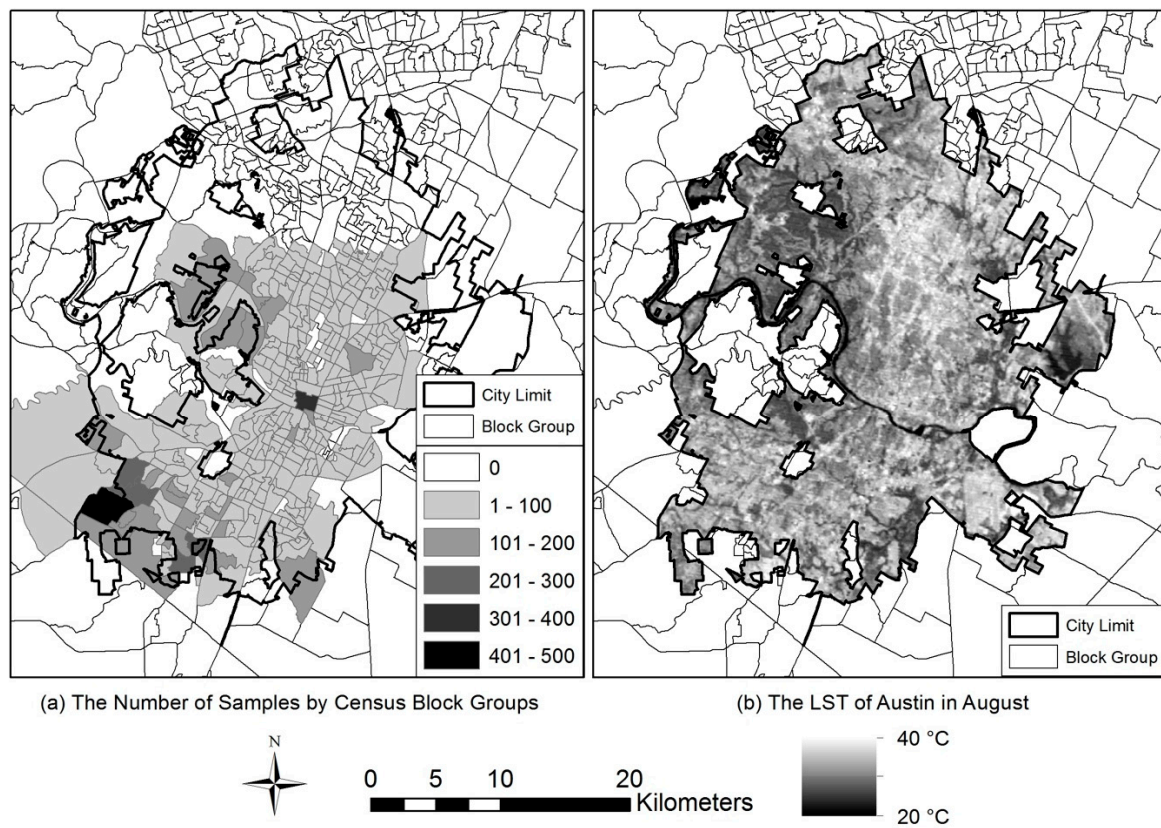 City Limit
Block Group
0
1 - 100
101 - 200
201 - 300
301 - 400
401 - 500
City Limit
Block Group
(a) The Number of Samples by Census Block Groups
(b) The LST of Austin in August
N
0 5 10 20
Kilometers
40 °C
20 °C